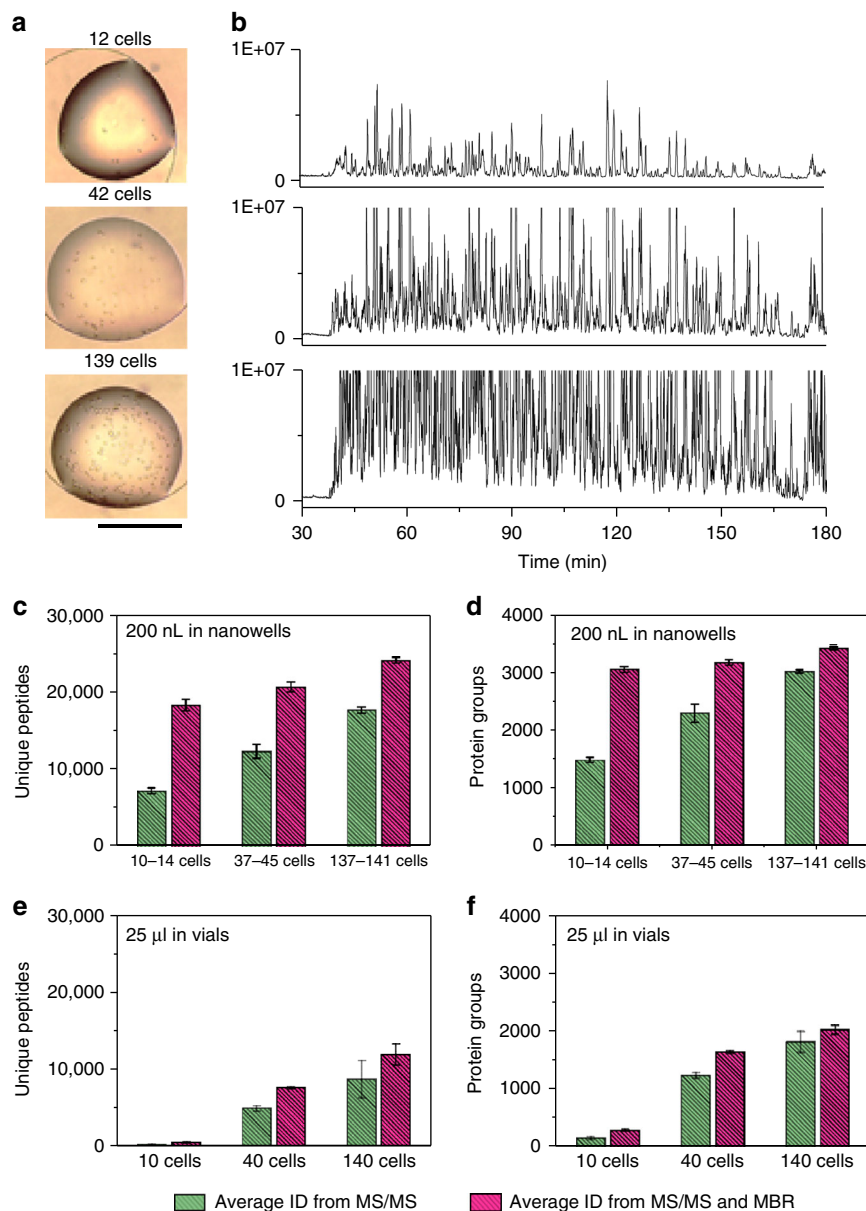 a
12 cells
42 cells
139 cells
b
1E+07
0
1E+07
0
1E+07
0
30 60 90 120 150 180
Time (min)
c
30,000
20,000
10,000
0
Unique peptides
200 nL in nanowells
10–14 cells 37–45 cells 137–141 cells
d
4000
3000
2000
1000
0
Protein groups
200 nL in nanowells
10–14 cells 37–45 cells 137–141 cells
e
30,000
20,000
10,000
0
Unique peptides
25 μl in vials
10 cells 40 cells 140 cells
f
4000
3000
2000
1000
0
Protein groups
25 μl in vials
10 cells 40 cells 140 cells
Average ID from MS/MS Average ID from MS/MS and MBR